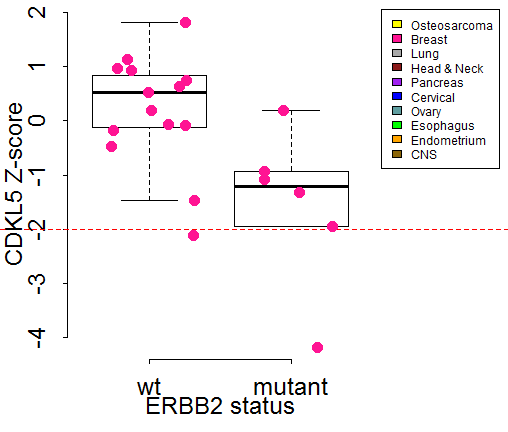 2
1
0
-1
-2
-3
-4
CDKL5 Z-score
wt
mutant
ERBB2 status
Osteosarcoma
Breast
Lung
Head & Neck
Pancreas
Cervical
Ovary
Esophagus
Endometrium
CNS